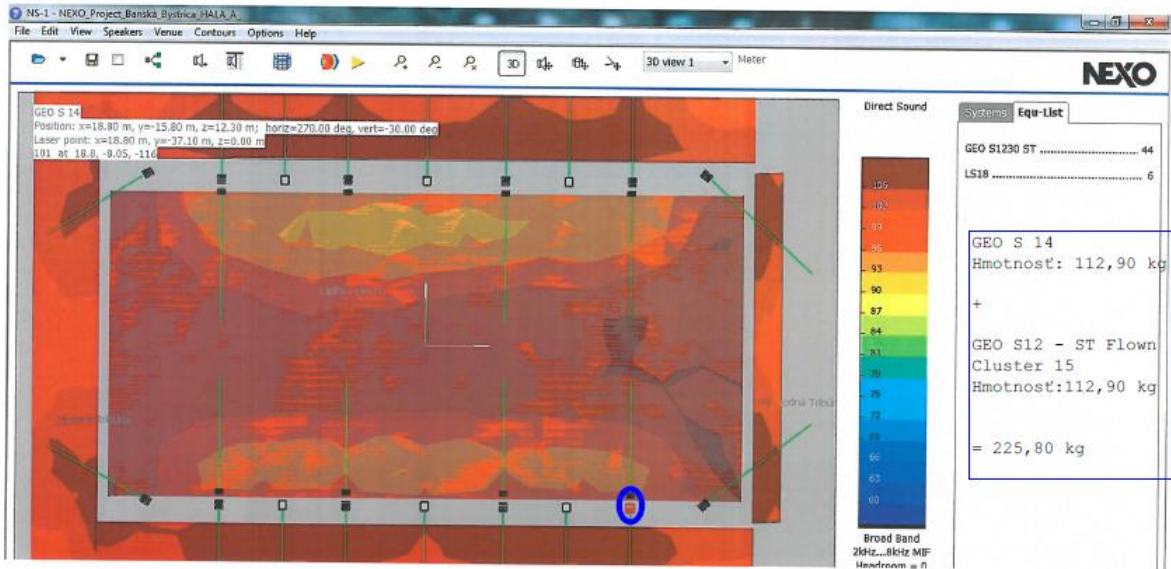 NS-1 - NEXO_Project_Banská_Bystrica_HALA_A_
File Edit View Speakers Venue Contours Options Help
3D
3D view 1
Meter
NEXO
GEO S 14
Position: x=18.80 m, y=-15.80 m, z=12.30 m; horiz=270.00 deg, vert=-30.00 deg
Laser point: x=18.80 m, y=-37.10 m, z=0.00 m
101 at 18.8, -8.05, -116
Direct Sound
105
102
99
96
93
90
87
84
81
78
75
72
69
66
63
60
Broad Band
2kHz...8kHz MIF
Headroom = 0
Systems Equ-List
GEO S1230 ST 44
LS18 6
GEO S 14
Hmotnosť: 112,90 kg
+
GEO S12 - ST Flown
Cluster 15
Hmotnosť:112,90 kg
= 225,80 kg